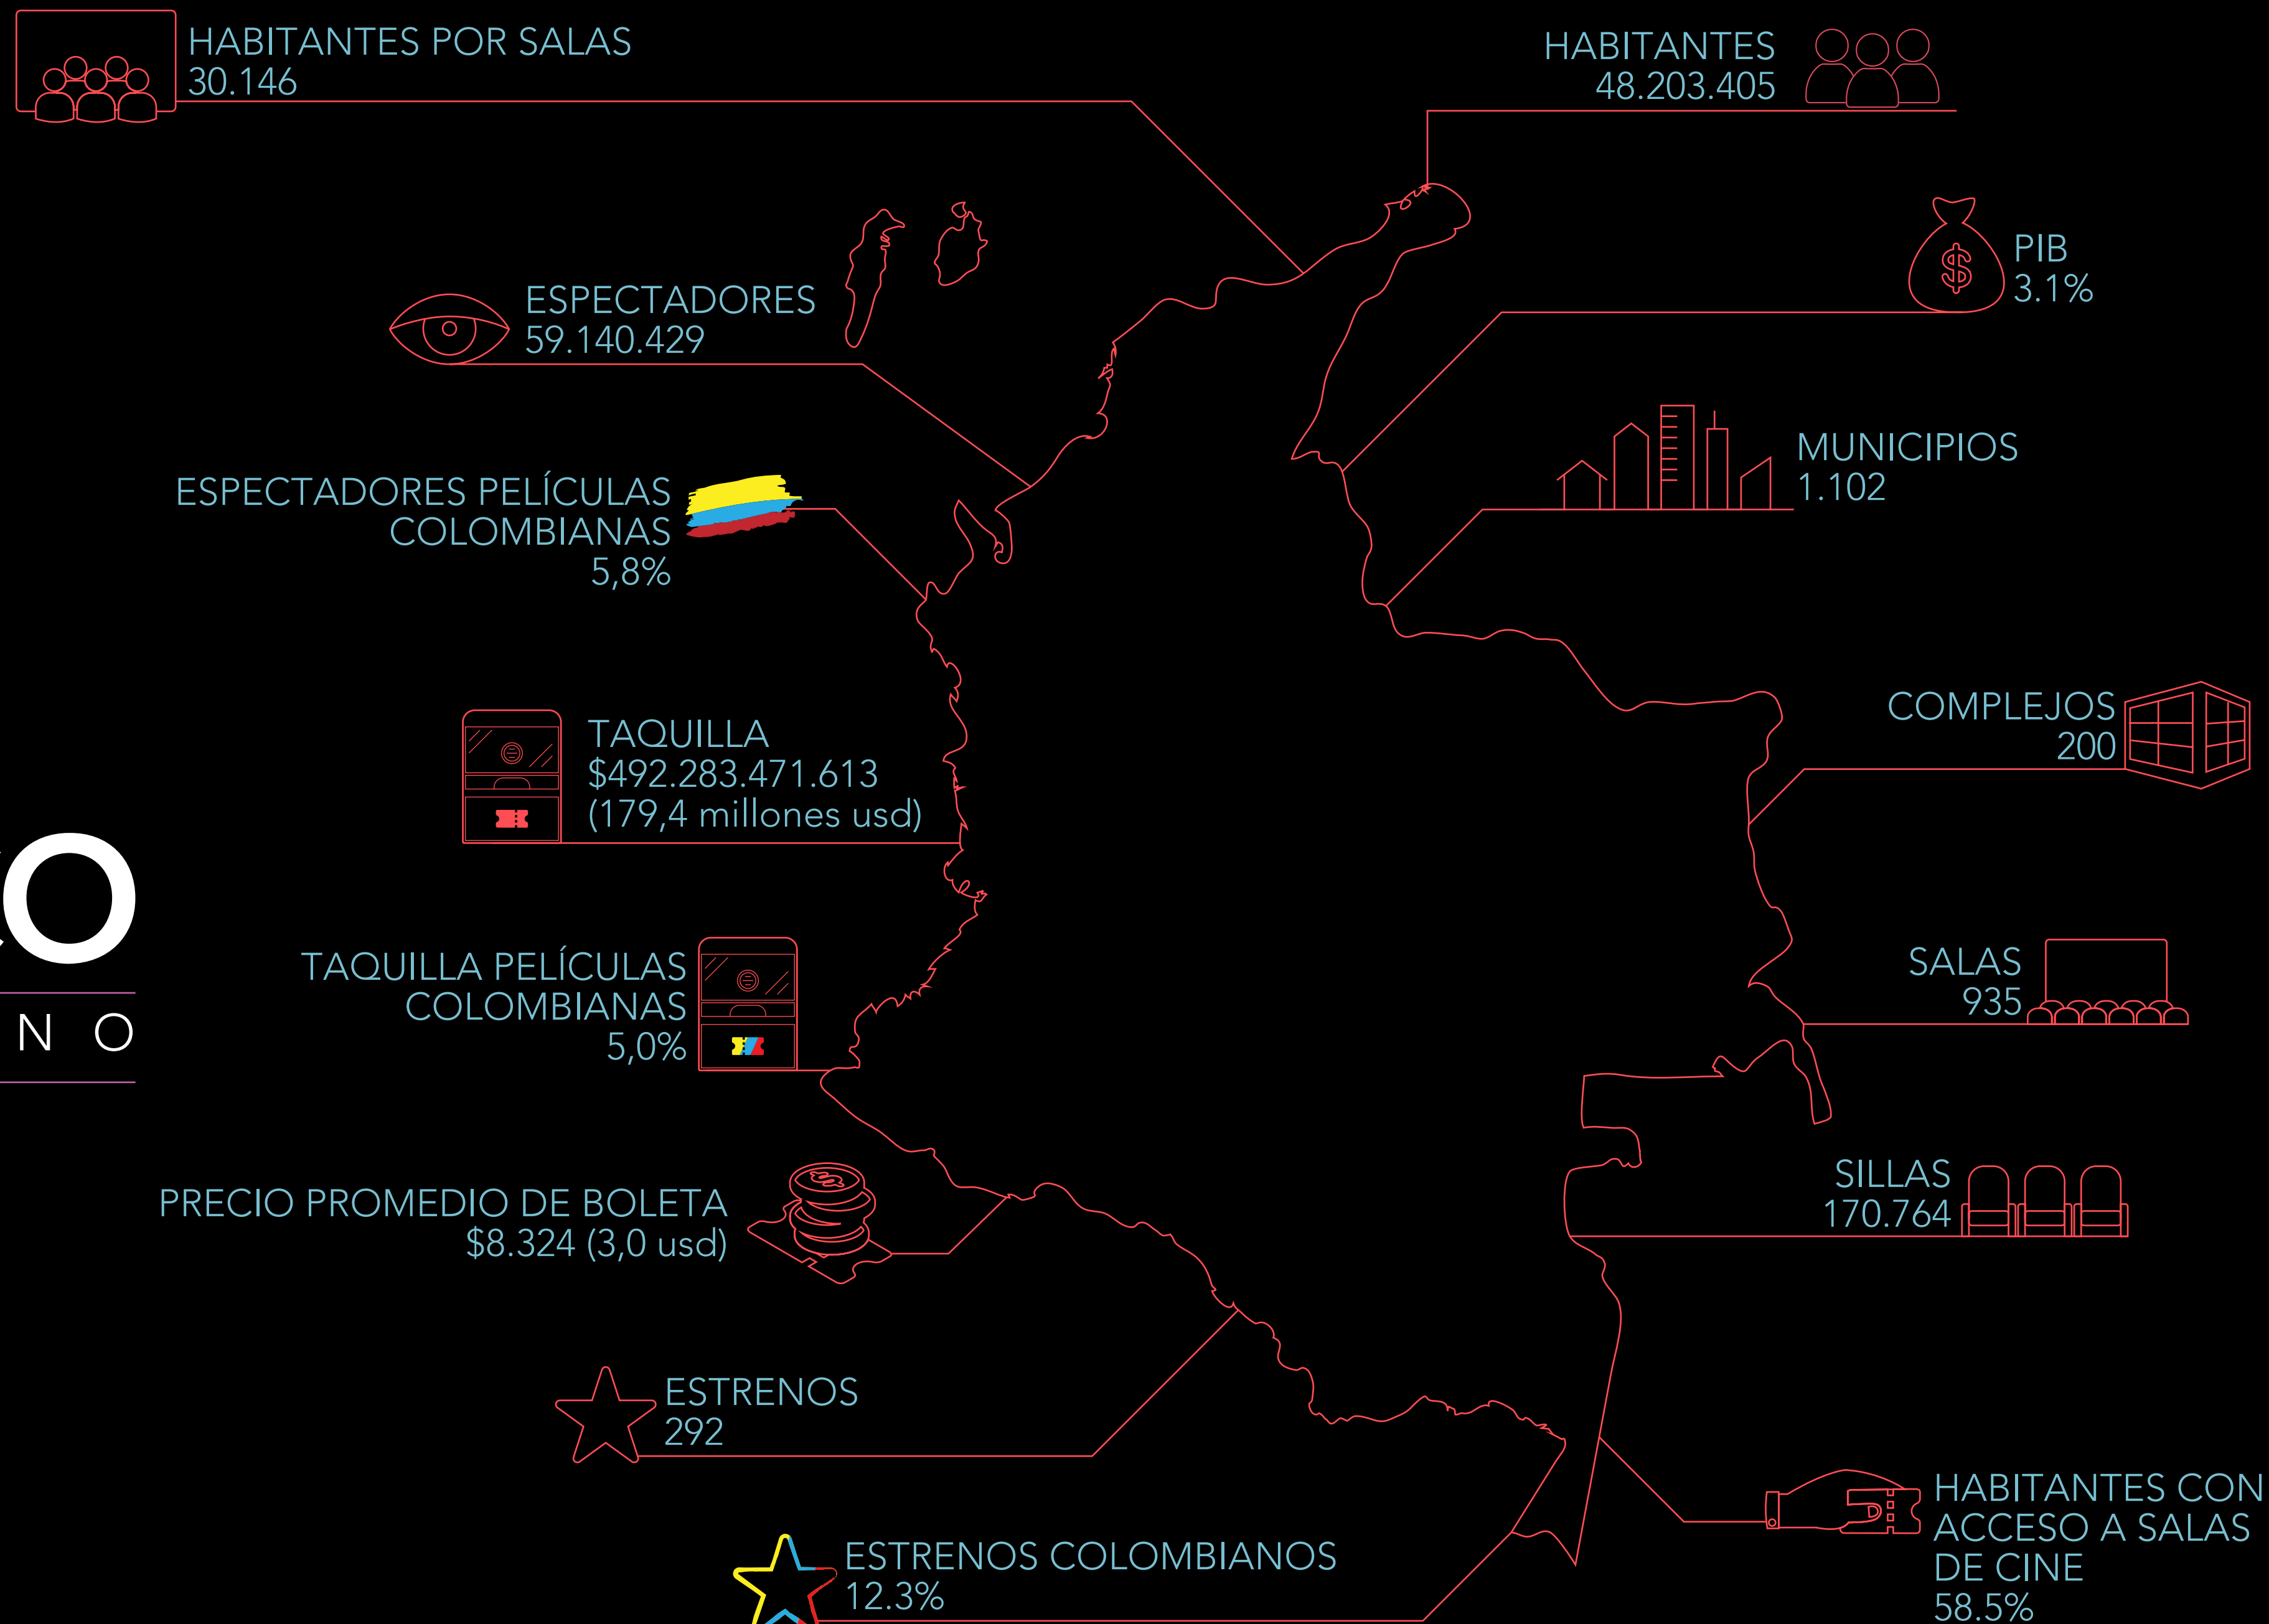 HABITANTES POR SALAS
30.146
HABITANTES
48.203.405
PIB
3.1%
ESPECTADORES
59.140.429
MUNICIPIOS
1.102
ESPECTADORES PELÍCULAS
COLOMBIANAS
5,8%
COMPLEJOS
200
TAQUILLA
$492.283.471.613
(179,4 millones usd)
O
N O
SALAS
935
TAQUILLA PELÍCULAS
COLOMBIANAS
5,0%
SILLAS
170.764
PRECIO PROMEDIO DE BOLETA
$8.324 (3,0 usd)
ESTRENOS
292
HABITANTES CON
ACCESO A SALAS
DE CINE
58.5%
ESTRENOS COLOMBIANOS
12.3%